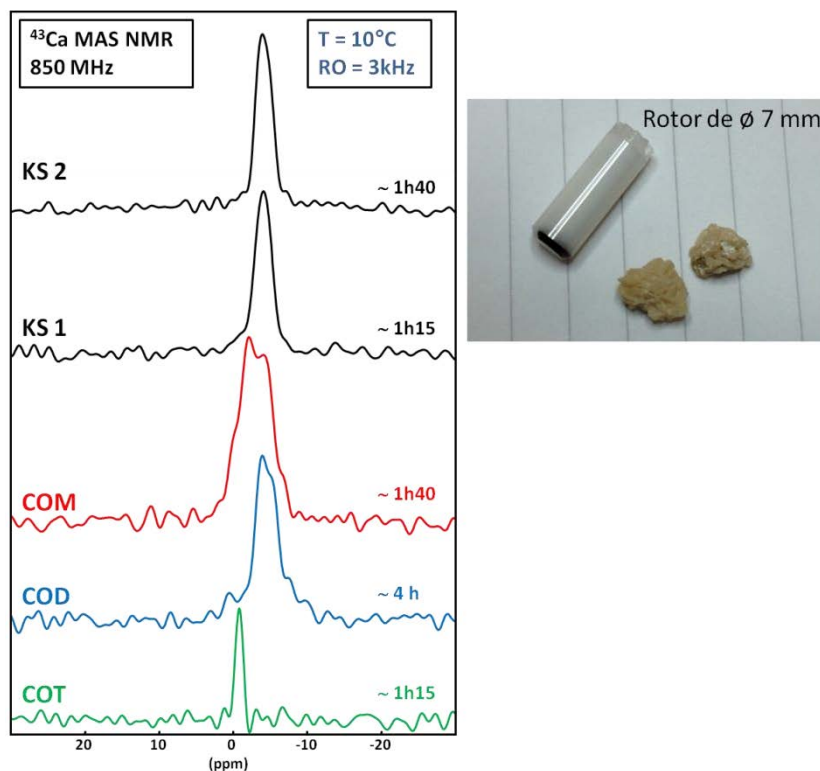 ⁴³Ca MAS NMR
850 MHz
T = 10°C
RO = 3kHz
KS 2
~ 1h40
KS 1
~ 1h15
COM
~ 1h40
COD
~ 4 h
COT
~ 1h15
20 10 0 -10 -20
(ppm)
Rotor de ø 7 mm